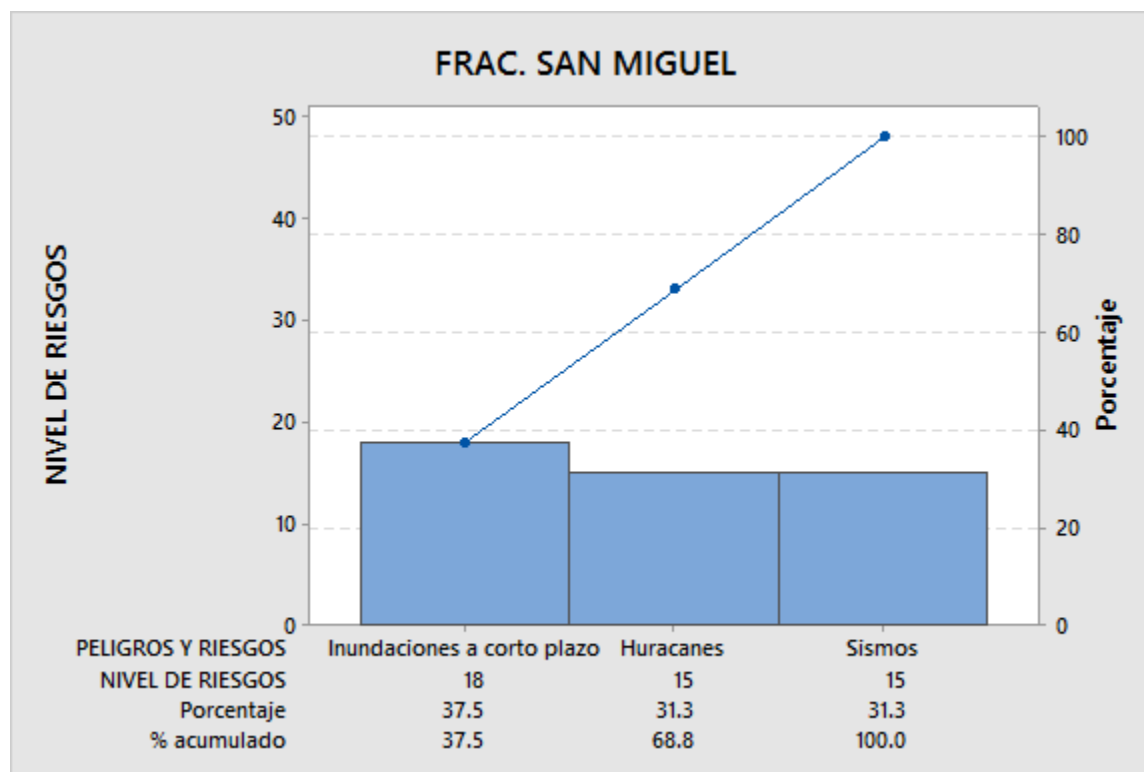 FRAC. SAN MIGUEL
NIVEL DE RIESGOS
50
40
30
20
10
0
100
80
60
40
20
0
Porcentaje
PELIGROS Y RIESGOS Inundaciones a corto plazo Huracanes Sismos
NIVEL DE RIESGOS 18 15 15
Porcentaje 37.5 31.3 31.3
% acumulado 37.5 68.8 100.0